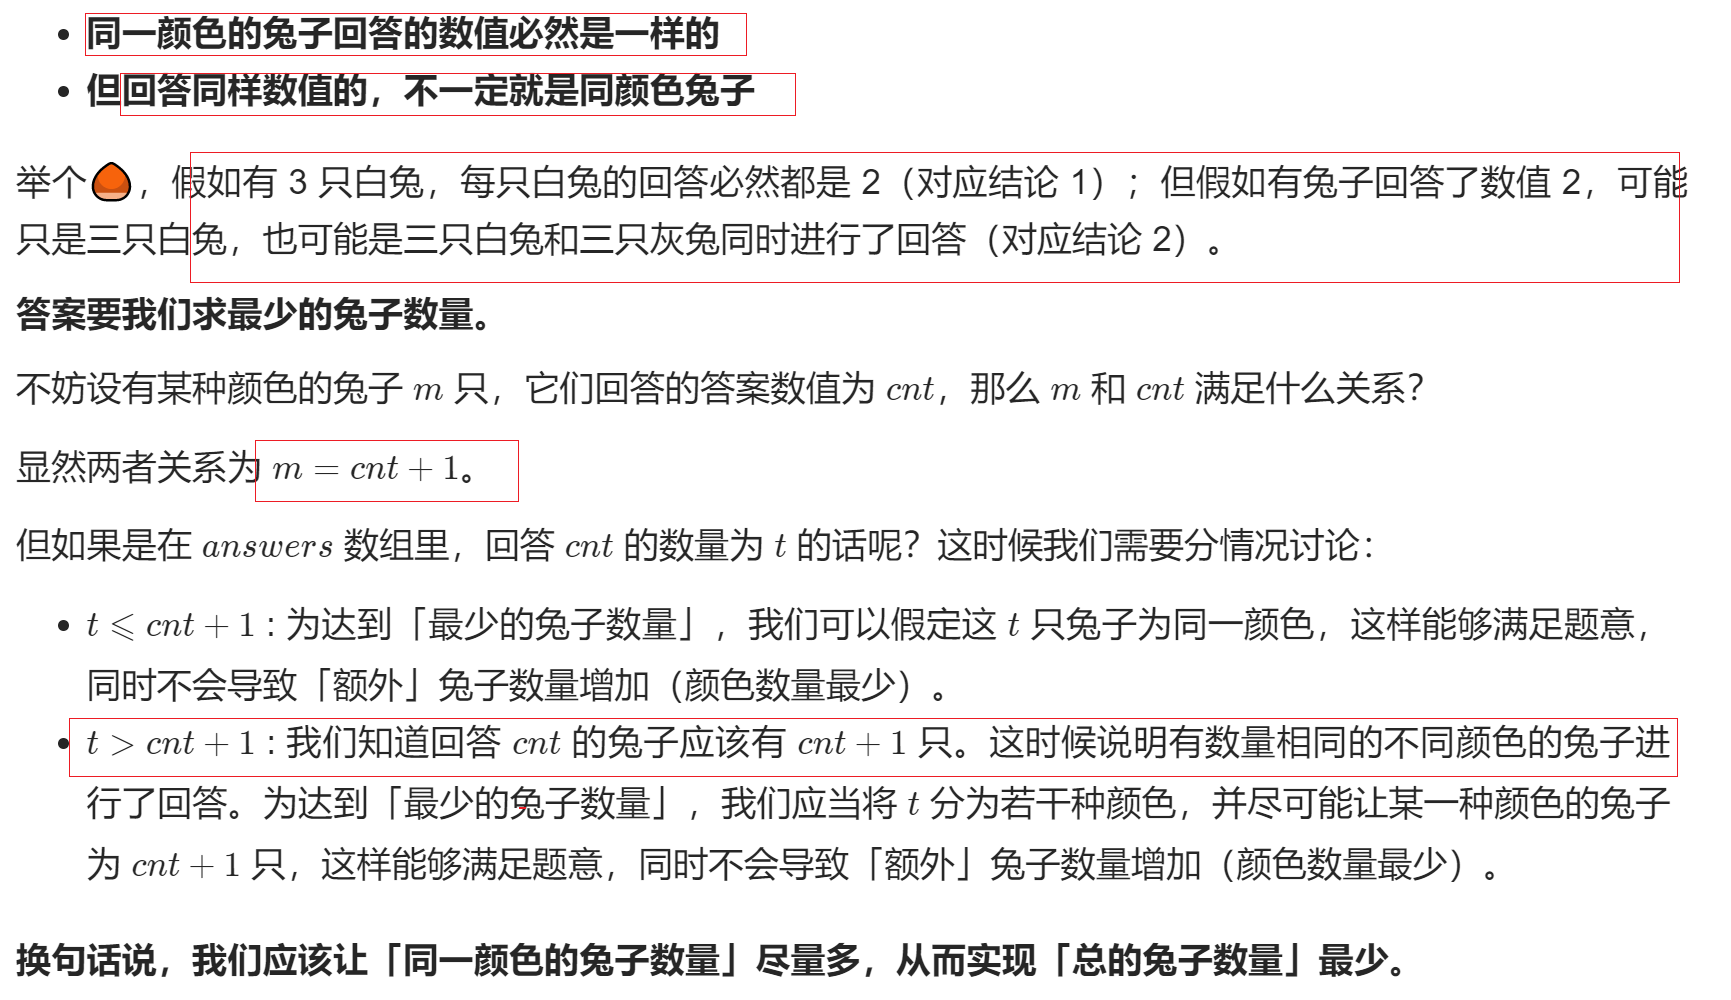 同一颜色的兔子回答的数值必然是一样的
但回答同样数值的，不一定就是同颜色兔子
举个🌰，假如有 3 只白兔，每只白兔的回答必然都是 2（对应结论 1）；但假如有兔子回答了数值 2，可能
只是三只白兔，也可能是三只白兔和三只灰兔同时进行了回答（对应结论 2）。
答案要我们求最少的兔子数量。
不妨设有某种颜色的兔子 m 只，它们回答的答案数值为 cnt，那么 m 和 cnt 满足什么关系？
显然两者关系为 m = cnt + 1。
但如果是在 answers 数组里，回答 cnt 的数量为 t 的话呢？这时候我们需要分情况讨论：
t ⩽ cnt + 1 : 为达到「最少的兔子数量」，我们可以假定这 t 只兔子为同一颜色，这样能够满足题意，
同时不会导致「额外」兔子数量增加（颜色数量最少）。
t > cnt + 1 : 我们知道回答 cnt 的兔子应该有 cnt + 1 只。这时候说明有数量相同的不同颜色的兔子进
行了回答。为达到「最少的兔子数量」，我们应当将 t 分为若干种颜色，并尽可能让某一种颜色的兔子
为 cnt + 1 只，这样能够满足题意，同时不会导致「额外」兔子数量增加（颜色数量最少）。
换句话说，我们应该让「同一颜色的兔子数量」尽量多，从而实现「总的兔子数量」最少。